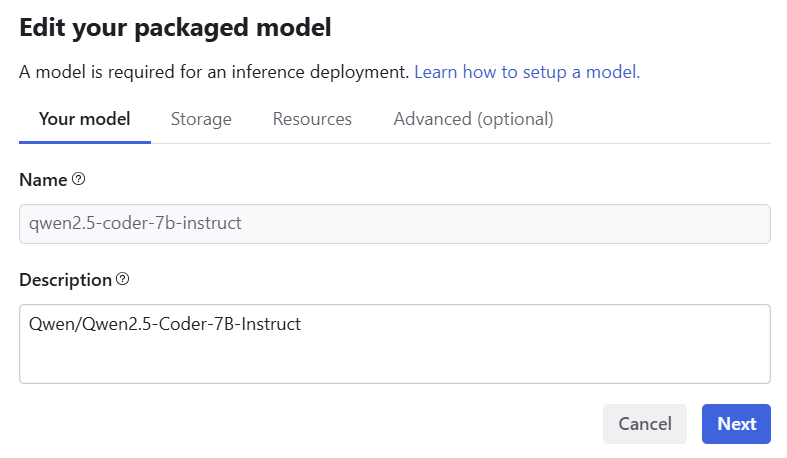 Edit your packaged model
A model is required for an inference deployment. Learn how to setup a model.
Your model Storage Resources Advanced (optional)
Name ?
qwen2.5-coder-7b-instruct
Description ?
Qwen/Qwen2.5-Coder-7B-Instruct
Cancel Next